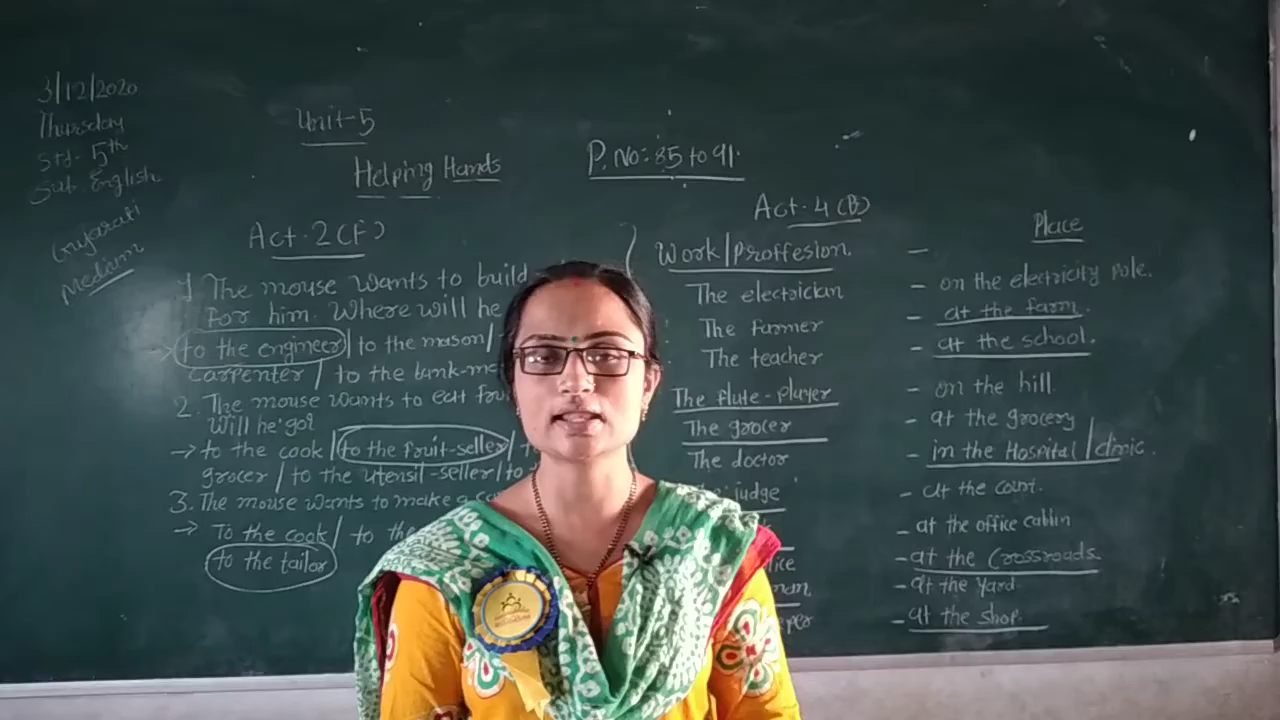 3/12/2020
Thursday
Std- 5th
Sub. English
Gujarati
Medium
Unit-5
Helping Hands
P. No: 85 to 91.
Act-2(F)
1 The mouse wants to build
for him. Where will he
→ to the engineer / to the mason /
carpenter / to the
2. The mouse wants to eat
Will he go?
→ to the cook / to the fruit-seller /
grocer / to the utensil-seller / to
3. The mouse wants to make a
→ To the cook / to the
to the tailor
Act-4(B)
Work / Proffesion. - Place
The electrician - on the electricity pole.
The farmer - at the farm.
The teacher - at the school.
The flute-player - on the hill
The grocer - at the grocery
The doctor - in the Hospital / clinic.
judge - at the court.
- at the office cabbin
- at the Crossroads.
- at the yard
- at the shop.